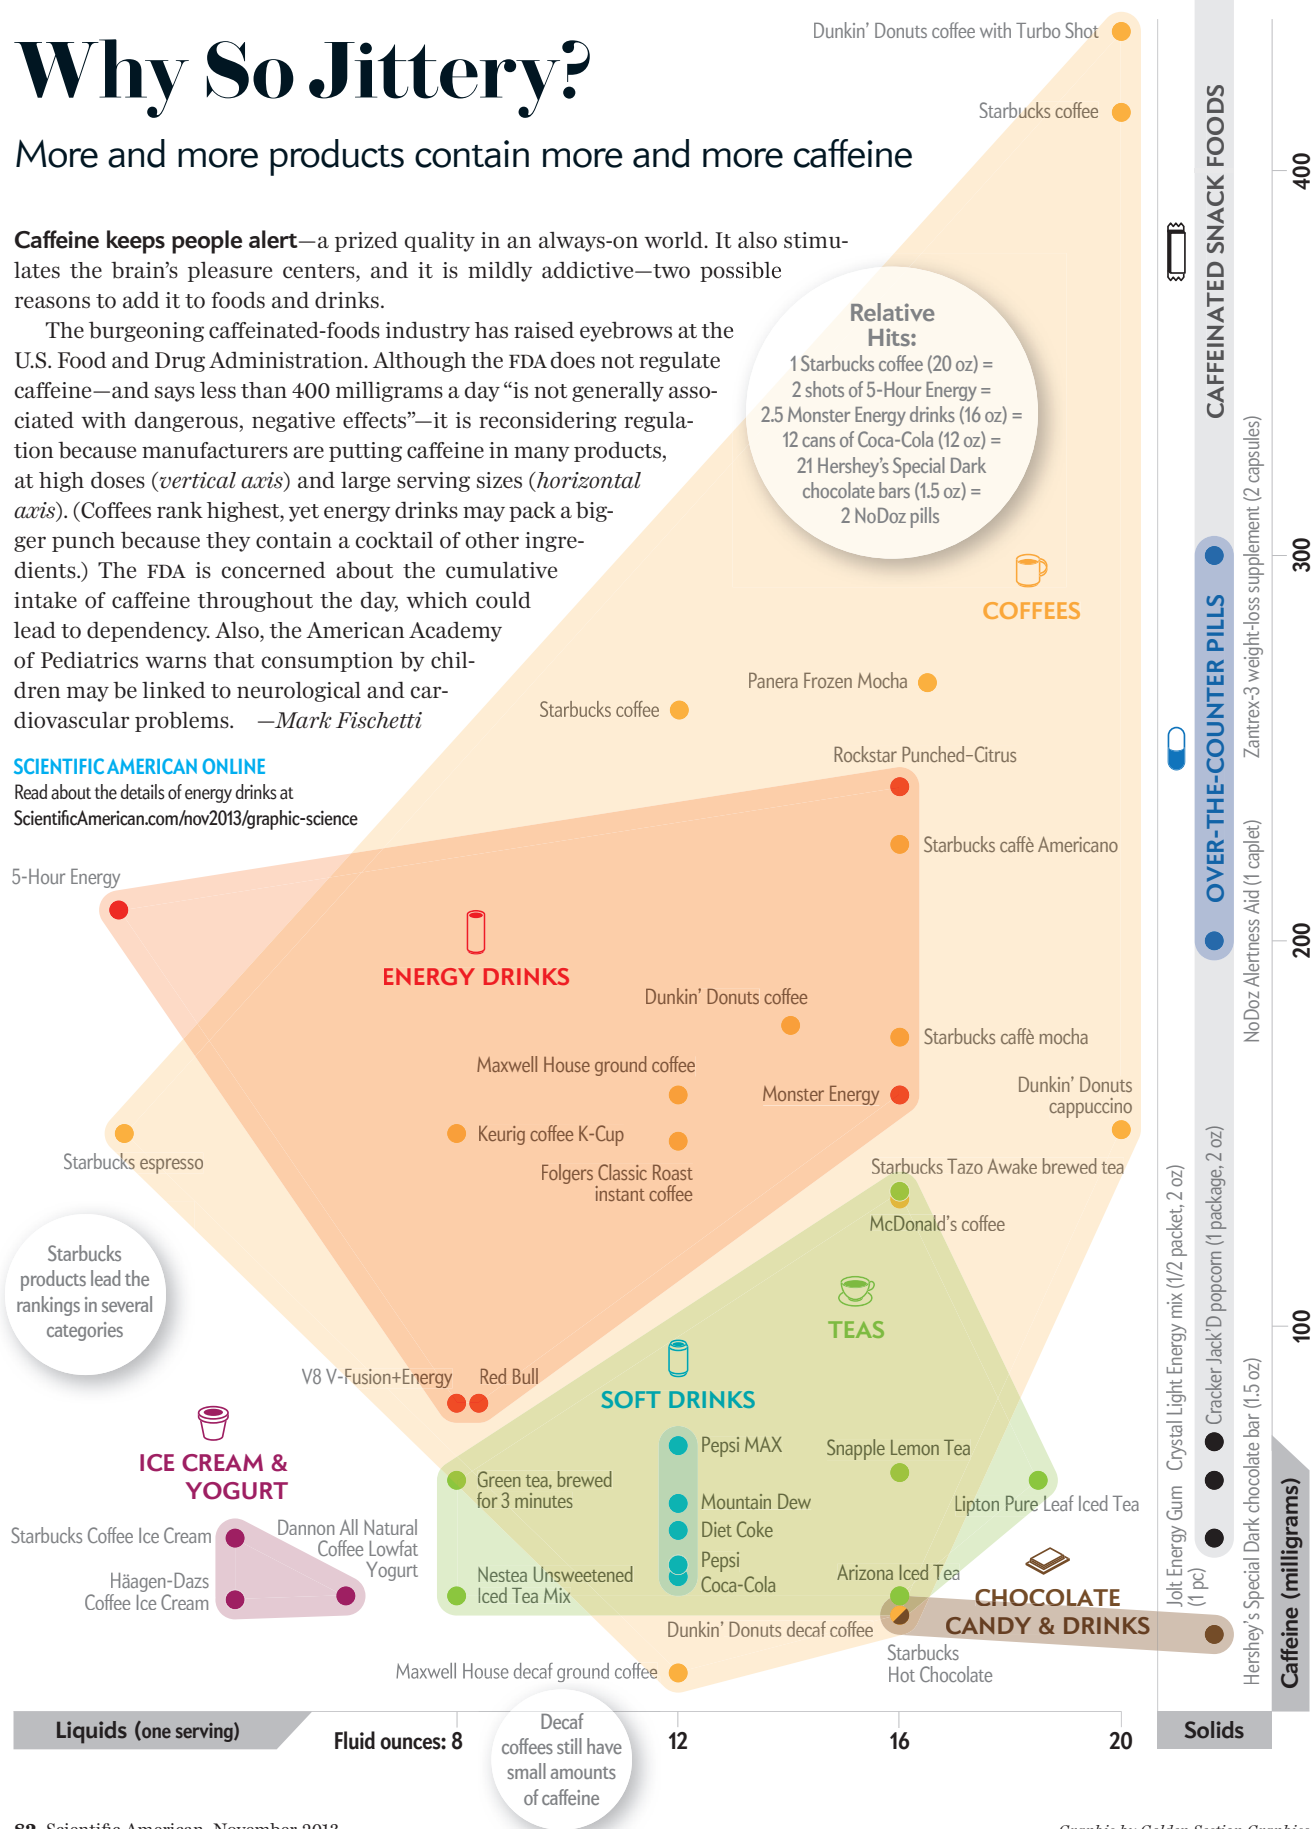 Why So Jittery?
More and more products contain more and more caffeine
Caffeine keeps people alert—a prized quality in an always-on world. It also stimu-
lates the brain's pleasure centers, and it is mildly addictive—two possible
reasons to add it to foods and drinks.
The burgeoning caffeinated-foods industry has raised eyebrows at the
U.S. Food and Drug Administration. Although the FDA does not regulate
caffeine—and says less than 400 milligrams a day “is not generally asso-
ciated with dangerous, negative effects”—it is reconsidering regula-
tion because manufacturers are putting caffeine in many products,
at high doses (vertical axis) and large serving sizes (horizontal
axis). (Coffees rank highest, yet energy drinks may pack a big-
ger punch because they contain a cocktail of other ingre-
dients.) The FDA is concerned about the cumulative
intake of caffeine throughout the day, which could
lead to dependency. Also, the American Academy
of Pediatrics warns that consumption by chil-
dren may be linked to neurological and car-
diovascular problems. —Mark Fischetti
SCIENTIFIC AMERICAN ONLINE
Read about the details of energy drinks at
ScientificAmerican.com/nov2013/graphic-science
Dunkin' Donuts coffee with Turbo Shot
Starbucks coffee
Relative
Hits:
1 Starbucks coffee (20 oz) =
2 shots of 5-Hour Energy =
2.5 Monster Energy drinks (16 oz) =
12 cans of Coca-Cola (12 oz) =
21 Hershey's Special Dark
chocolate bars (1.5 oz) =
2 NoDoz pills
COFFEES
Panera Frozen Mocha
Starbucks coffee
Rockstar Punched–Citrus
Starbucks caffè Americano
5-Hour Energy
ENERGY DRINKS
Dunkin' Donuts coffee
Starbucks caffè mocha
Maxwell House ground coffee
Monster Energy
Dunkin' Donuts
cappuccino
Keurig coffee K-Cup
Starbucks espresso
Folgers Classic Roast
instant coffee
Starbucks Tazo Awake brewed tea
McDonald's coffee
Starbucks
products lead the
rankings in several
categories
TEAS
V8 V-Fusion+Energy
Red Bull
SOFT DRINKS
ICE CREAM &
YOGURT
Pepsi MAX
Snapple Lemon Tea
Green tea, brewed
for 3 minutes
Mountain Dew
Lipton Pure Leaf Iced Tea
Diet Coke
Starbucks Coffee Ice Cream
Dannon All Natural
Coffee Lowfat
Yogurt
Pepsi
Coca-Cola
Häagen-Dazs
Coffee Ice Cream
Nestea Unsweetened
Iced Tea Mix
Arizona Iced Tea
CHOCOLATE
CANDY & DRINKS
Dunkin' Donuts decaf coffee
Starbucks
Hot Chocolate
Maxwell House decaf ground coffee
Decaf
coffees still have
small amounts
of caffeine
Liquids (one serving)
Fluid ounces: 8
12
16
20
Solids
CAFFEINATED SNACK FOODS
OVER-THE-COUNTER PILLS
Zantrex-3 weight-loss supplement (2 capsules)
NoDoz Alertness Aid (1 caplet)
Cracker Jack'D popcorn (1 package, 2 oz)
Crystal Light Energy mix (1/2 packet, 2 oz)
Jolt Energy Gum
(1 pc)
Hershey's Special Dark chocolate bar (1.5 oz)
400
300
200
100
Caffeine (milligrams)
82 Scientific American, November 2013
Graphic by Golden Section Graphics